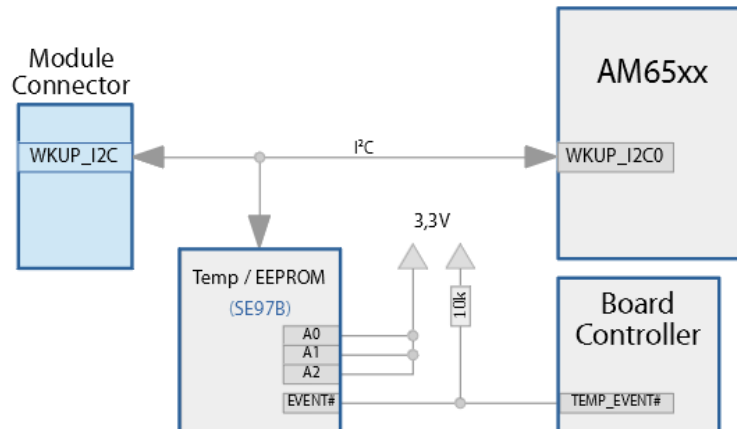 Module
Connector
WKUP_I2C
I²C
AM65xx
WKUP_I2C0
3,3V
10k
Temp / EEPROM
(SE97B)
A0
A1
A2
EVENT#
Board
Controller
TEMP_EVENT#